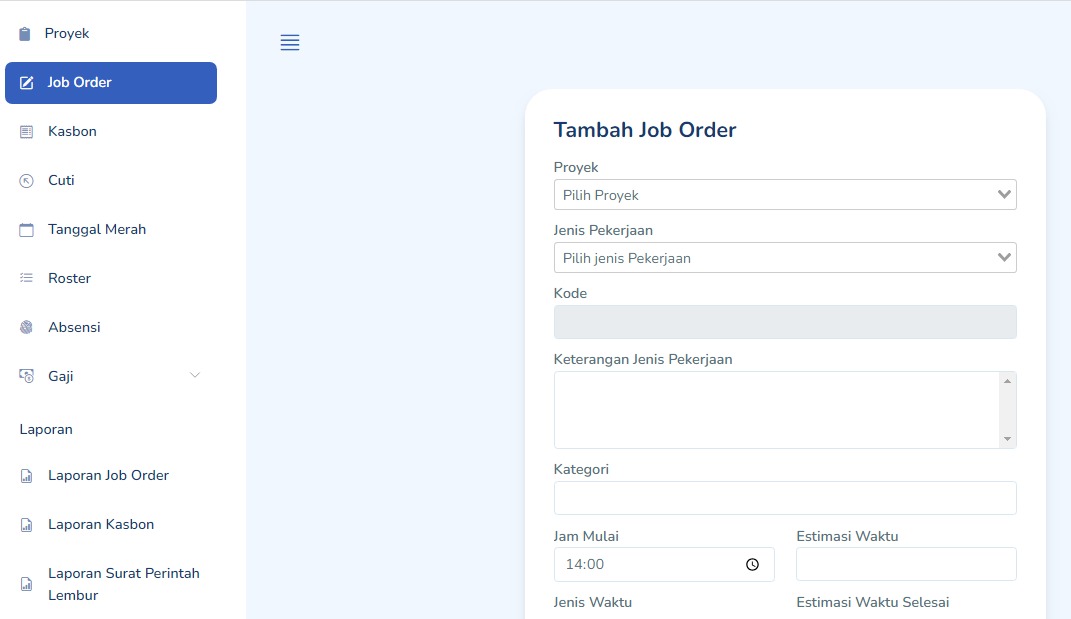 Proyek
Job Order
Kasbon
Cuti
Tanggal Merah
Roster
Absensi
Gaji
Laporan
Laporan Job Order
Laporan Kasbon
Laporan Surat Perintah
Lembur
Tambah Job Order
Proyek
Pilih Proyek
Jenis Pekerjaan
Pilih jenis Pekerjaan
Kode
Keterangan Jenis Pekerjaan
Kategori
Jam Mulai
Estimasi Waktu
14:00
Jenis Waktu
Estimasi Waktu Selesai